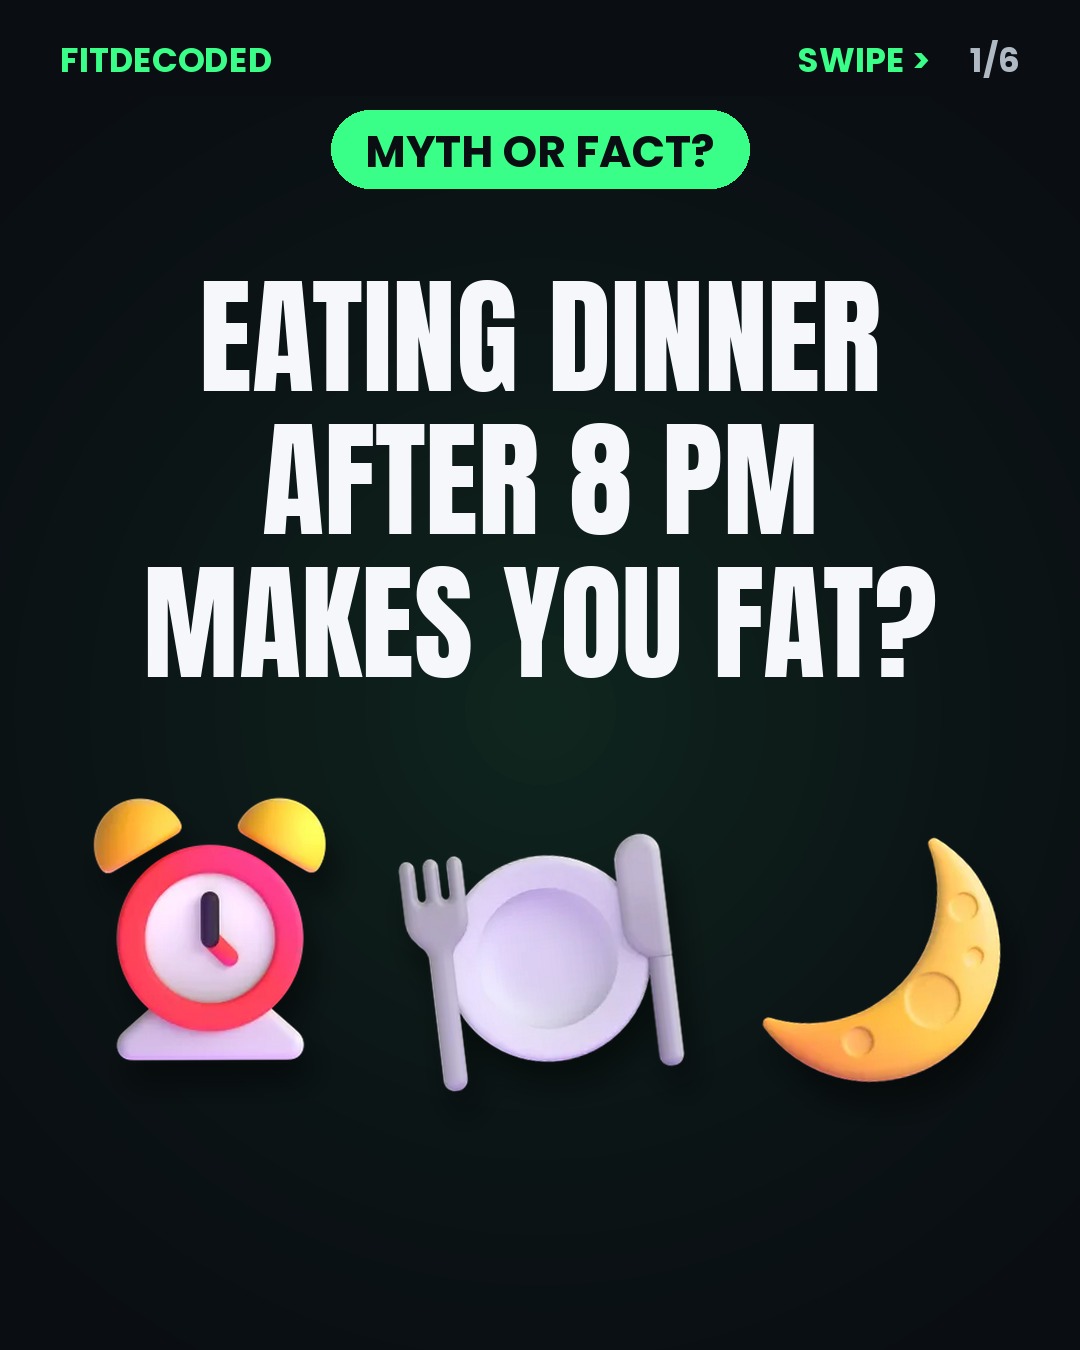 FITDECODED
SWIPE > 1/6
MYTH OR FACT?
EATING DINNER
AFTER 8 PM
MAKES YOU FAT?